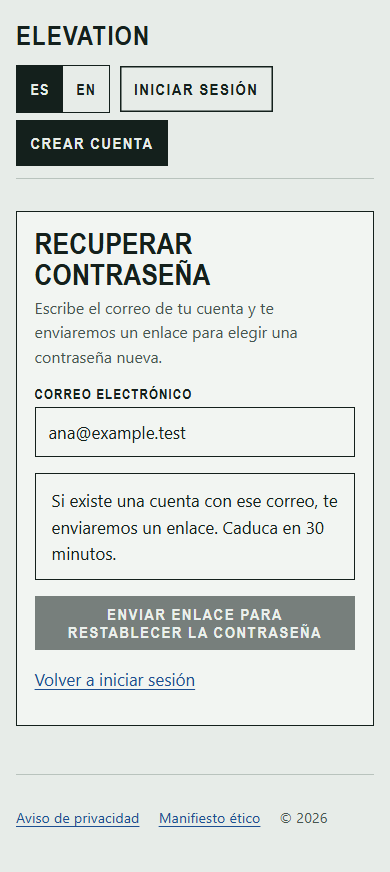 ELEVATION
ES EN INICIAR SESIÓN
CREAR CUENTA
RECUPERAR
CONTRASEÑA
Escribe el correo de tu cuenta y te
enviaremos un enlace para elegir una
contraseña nueva.
CORREO ELECTRÓNICO
ana@example.test
Si existe una cuenta con ese correo, te
enviaremos un enlace. Caduca en 30
minutos.
ENVIAR ENLACE PARA
RESTABLECER LA CONTRASEÑA
Volver a iniciar sesión
Aviso de privacidad Manifiesto ético © 2026